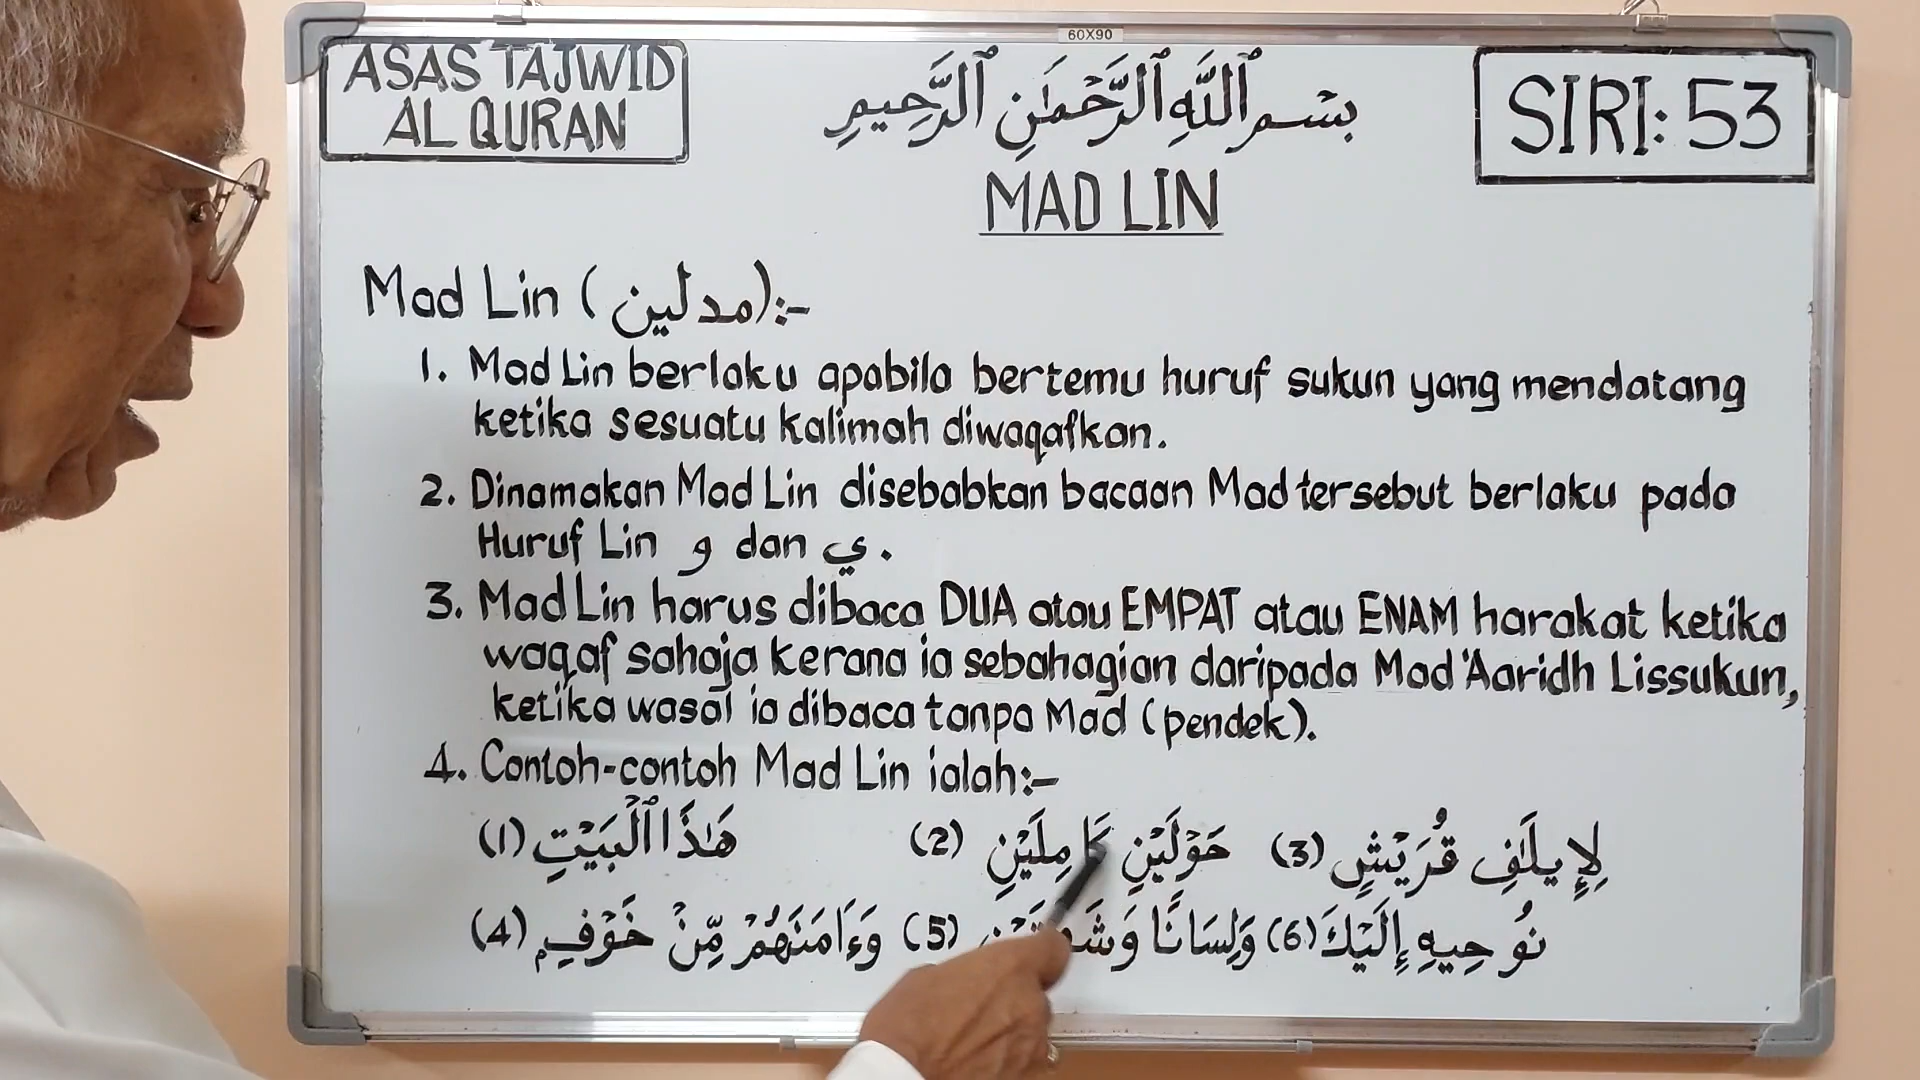 60X90
ASAS TAJWID
AL QURAN
بِسْمِ ٱللَّهِ ٱلرَّحْمَٰنِ ٱلرَّحِيمِ
SIRI: 53
MAD LIN
Mad Lin (مد لين):-
1. Mad Lin berlaku apabila bertemu huruf sukun yang mendatang
ketika sesuatu kalimah diwaqafkan.
2. Dinamakan Mad Lin disebabkan bacaan Mad tersebut berlaku pada
Huruf Lin و dan ي.
3. Mad Lin harus dibaca DUA atau EMPAT atau ENAM harakat ketika
waqaf sahaja kerana ia sebahagian daripada Mad 'Aaridh Lissukun,
ketika wasal ia dibaca tanpa Mad (pendek).
4. Contoh-contoh Mad Lin ialah:-
(1) هَٰذَا ٱلْبَيْتِ (2) حَوْلَيْنِ كَامِلَيْنِ (3) لِإِيلَٰفِ قُرَيْشٍ
(4) وَءَامَنَهُمْ مِّنْ خَوْفٍۭ (5) وَلِسَانًا (6) نُوحِيهِ إِلَيْكَ